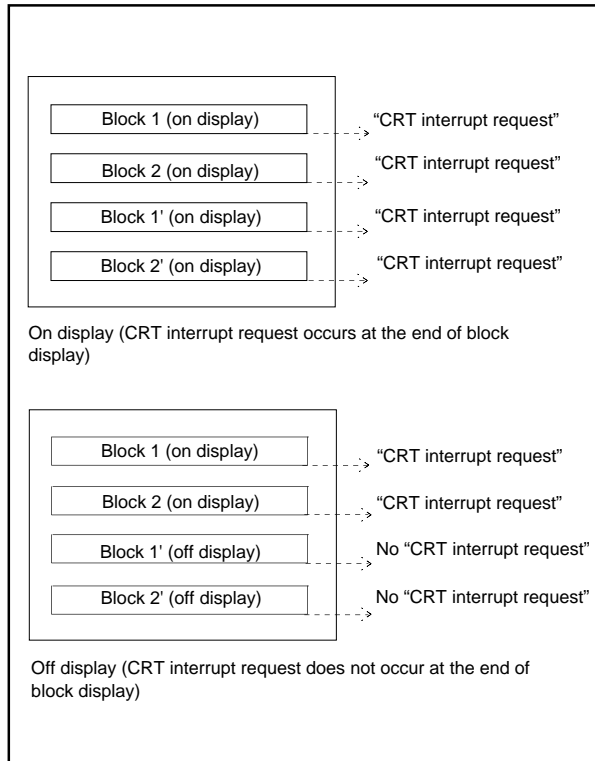 Block 1 (on display)
“CRT interrupt request”
Block 2 (on display)
“CRT interrupt request”
Block 1' (on display)
“CRT interrupt request”
Block 2' (on display)
“CRT interrupt request”
On display (CRT interrupt request occurs at the end of block
display)
Block 1 (on display)
“CRT interrupt request”
Block 2 (on display)
“CRT interrupt request”
Block 1' (off display)
No “CRT interrupt request”
Block 2' (off display)
No “CRT interrupt request”
Off display (CRT interrupt request does not occur at the end of
block display)